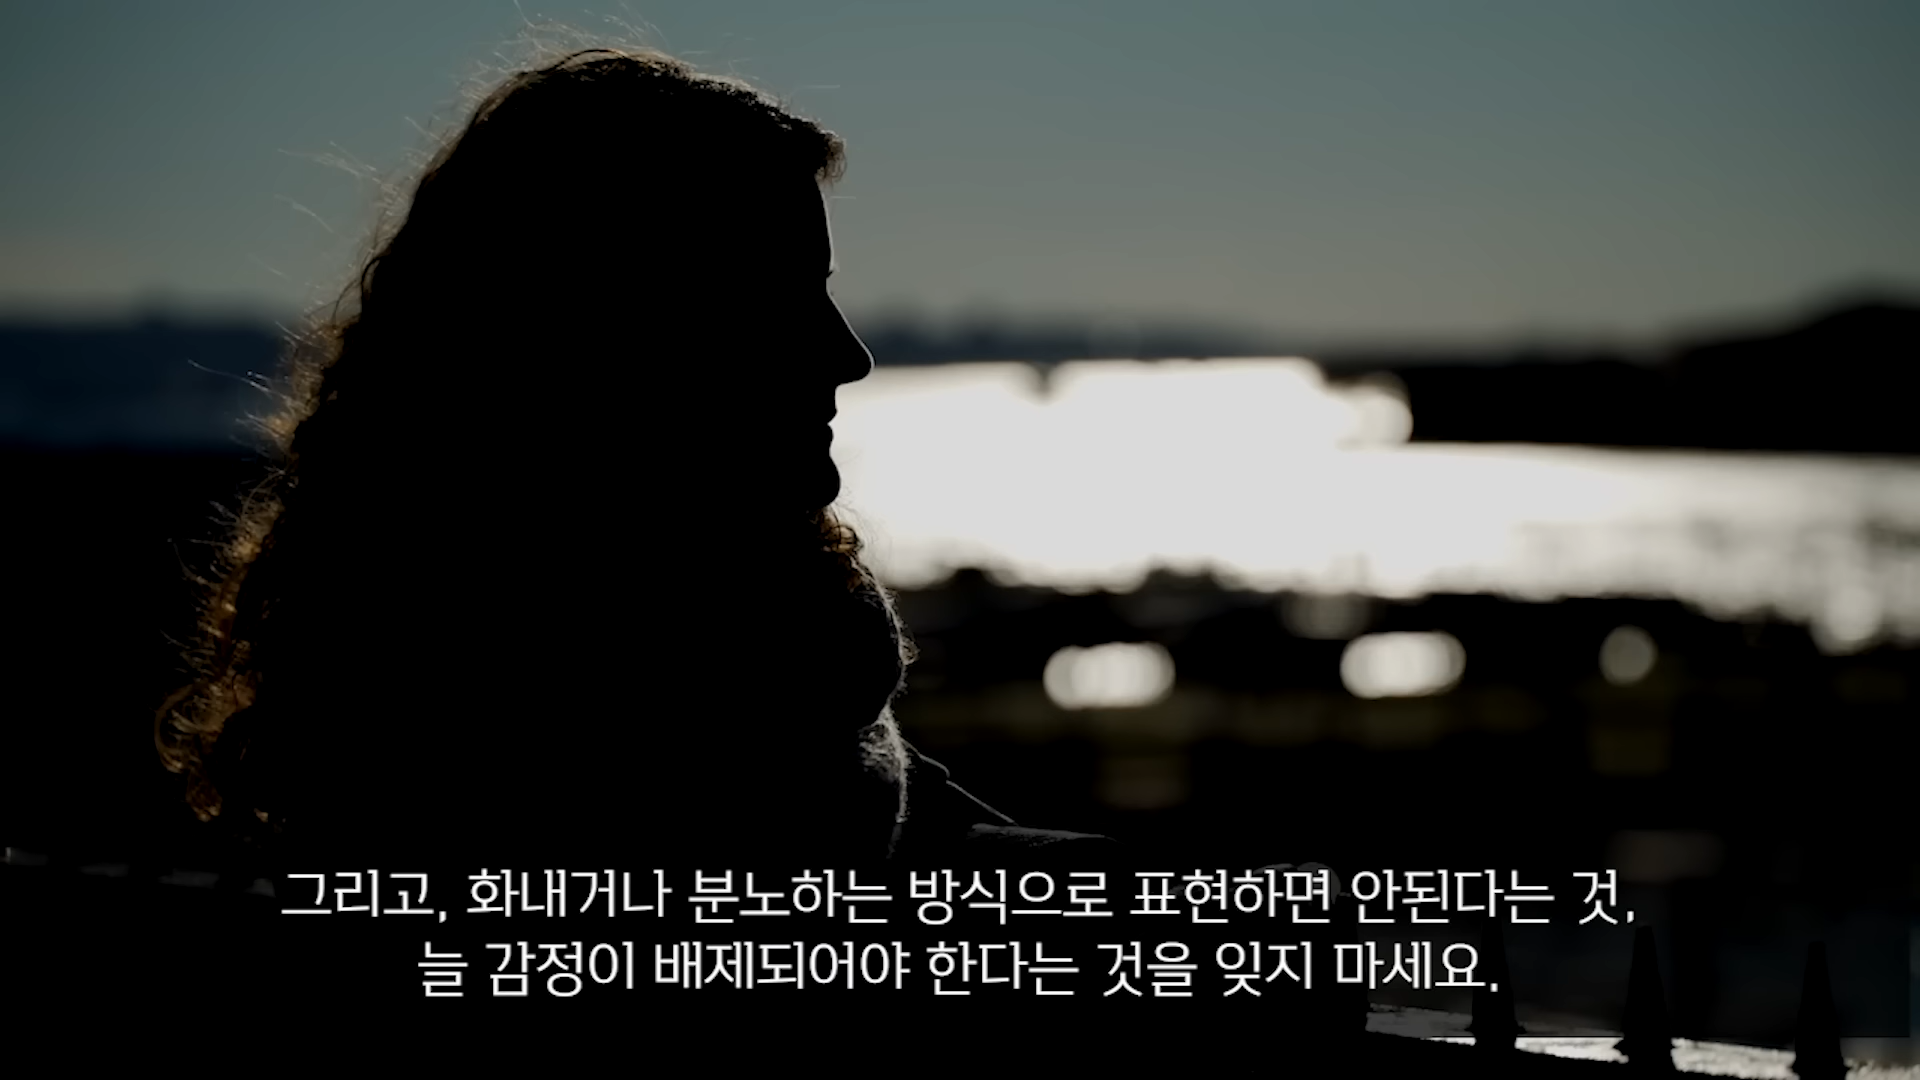 그리고, 화내거나 분노하는 방식으로 표현하면 안된다는 것,
늘 감정이 배제되어야 한다는 것을 잊지 마세요.